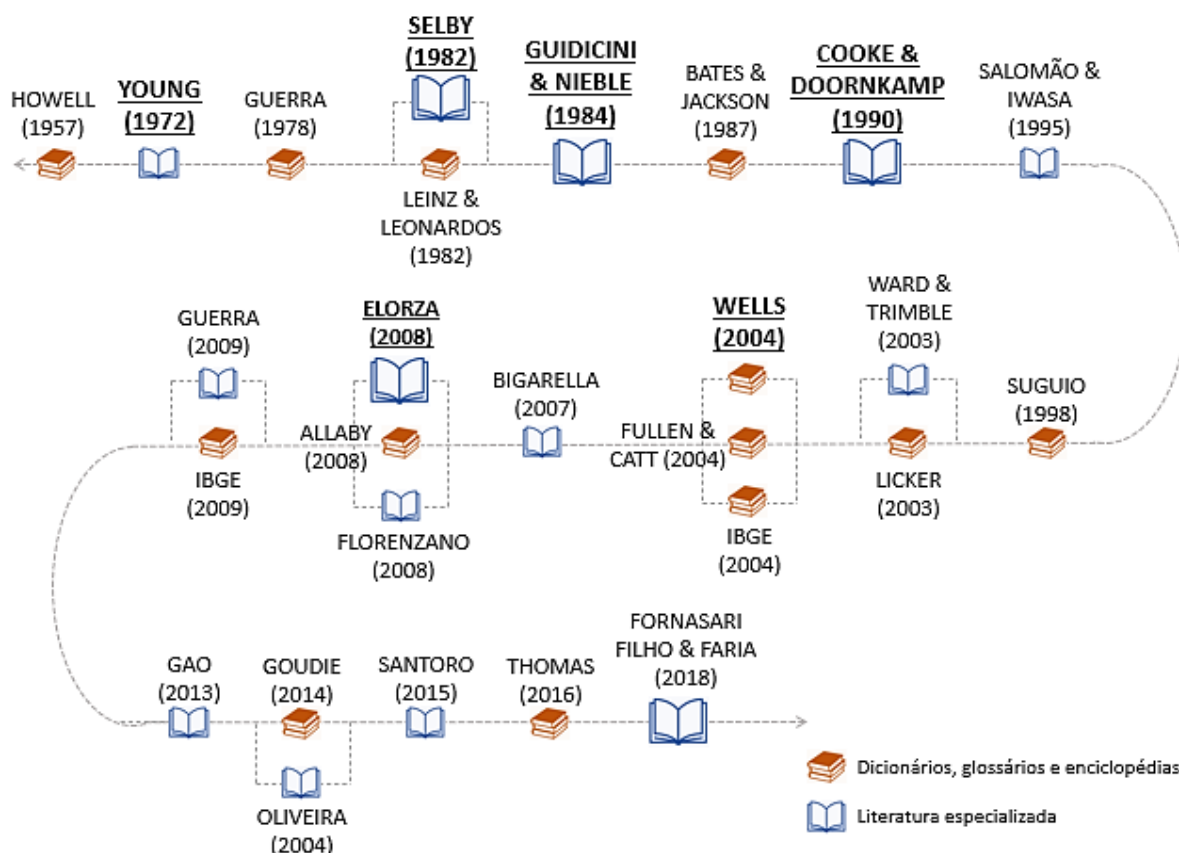 HOWELL
(1957)
YOUNG
(1972)
GUERRA
(1978)
SELBY
(1982)
LEINZ &
LEONARDOS
(1982)
GUIDICINI
& NIEBLE
(1984)
BATES &
JACKSON
(1987)
COOKE &
DOORNKAMP
(1990)
SALOMÃO &
IWASA
(1995)
GUERRA
(2009)
IBGE
(2009)
ELORZA
(2008)
ALLABY
(2008)
FLORENZANO
(2008)
BIGARELLA
(2007)
WELLS
(2004)
FULLEN &
CATT (2004)
IBGE
(2004)
WARD &
TRIMBLE
(2003)
LICKER
(2003)
SUGUIO
(1998)
GAO
(2013)
GOUDIE
(2014)
OLIVEIRA
(2004)
SANTORO
(2015)
THOMAS
(2016)
FORNASARI
FILHO & FARIA
(2018)
Dicionários, glossários e enciclopédias
Literatura especializada